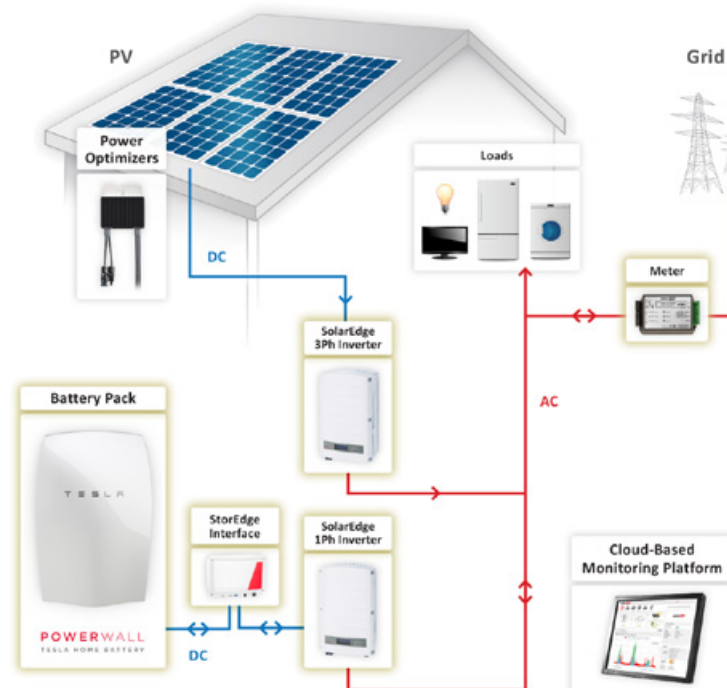 PV
Grid
Power
Optimizers
Loads
DC
Meter
SolarEdge
3Ph Inverter
AC
Battery Pack
TESLA
StorEdge
Interface
SolarEdge
1Ph Inverter
Cloud-Based
Monitoring Platform
POWERWALL
TESLA HOME BATTERY
DC